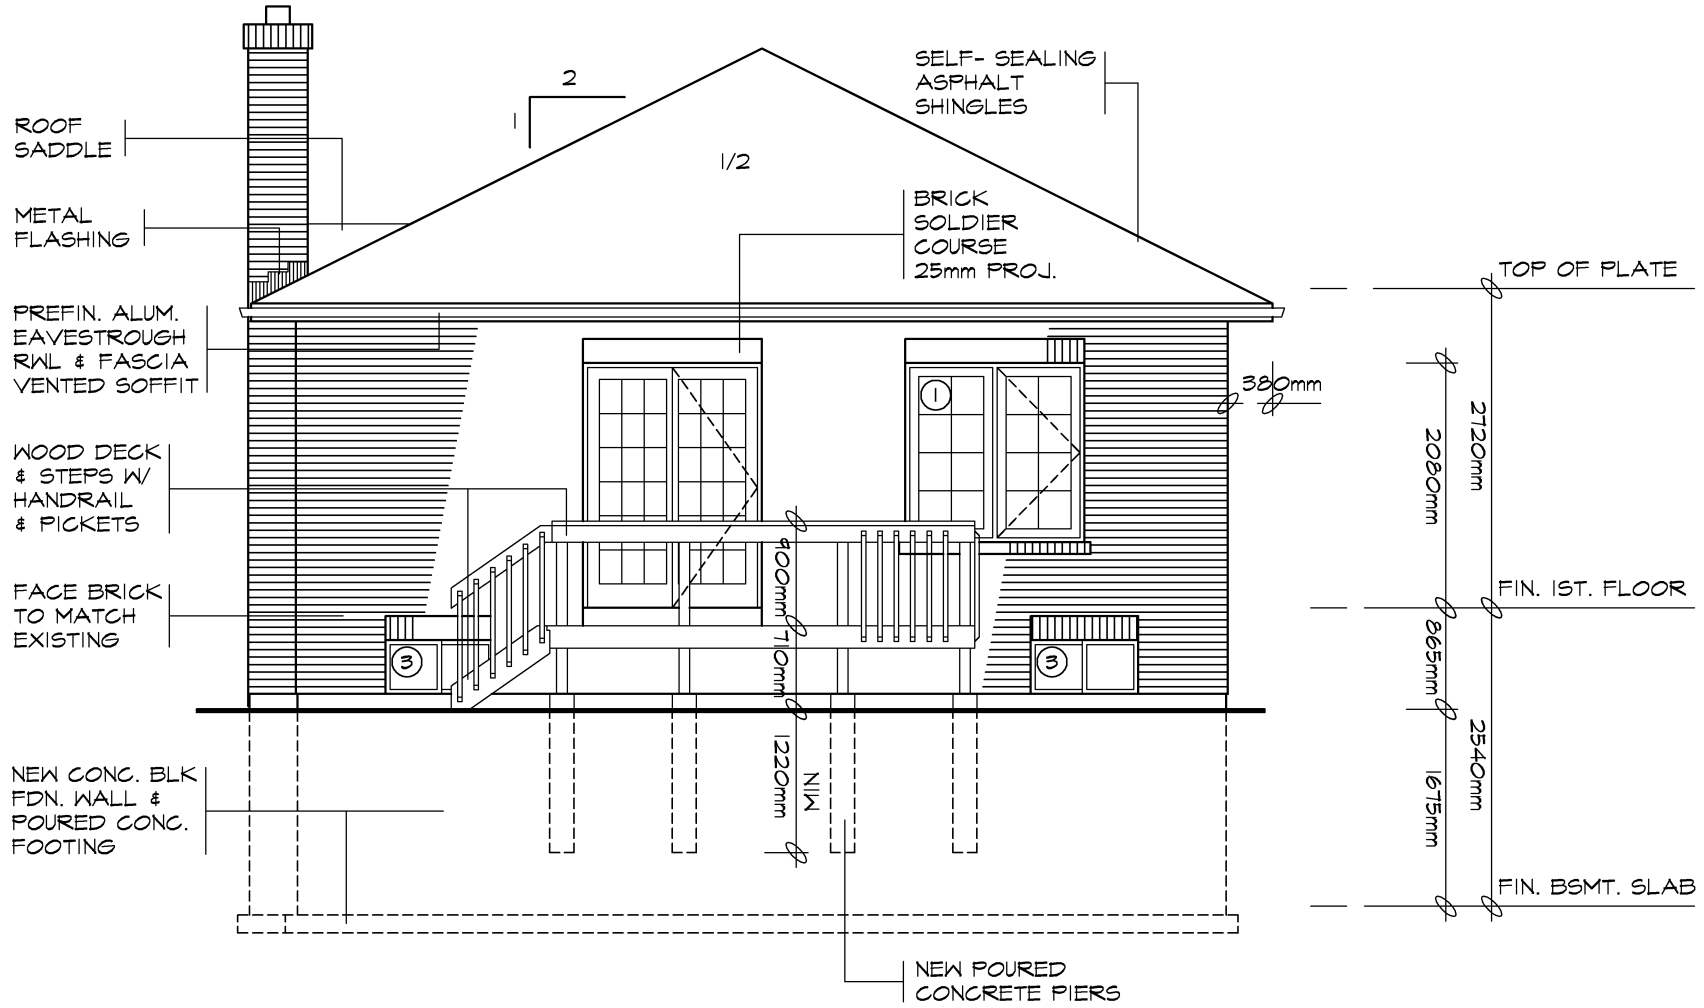 ROOF
SADDLE
METAL
FLASHING
PREFIN. ALUM.
EAVESTROUGH
RWL & FASCIA
VENTED SOFFIT
WOOD DECK
& STEPS W/
HANDRAIL
& PICKETS
FACE BRICK
TO MATCH
EXISTING
NEW CONC. BLK
FDN. WALL &
POURED CONC.
FOOTING
2
1
1/2
SELF- SEALING
ASPHALT
SHINGLES
BRICK
SOLDIER
COURSE
25mm PROJ.
1
3
3
900mm
710mm
1220mm
MIN
NEW POURED
CONCRETE PIERS
380mm
2080mm
2720mm
865mm
2540mm
1675mm
TOP OF PLATE
FIN. 1ST. FLOOR
FIN. BSMT. SLAB